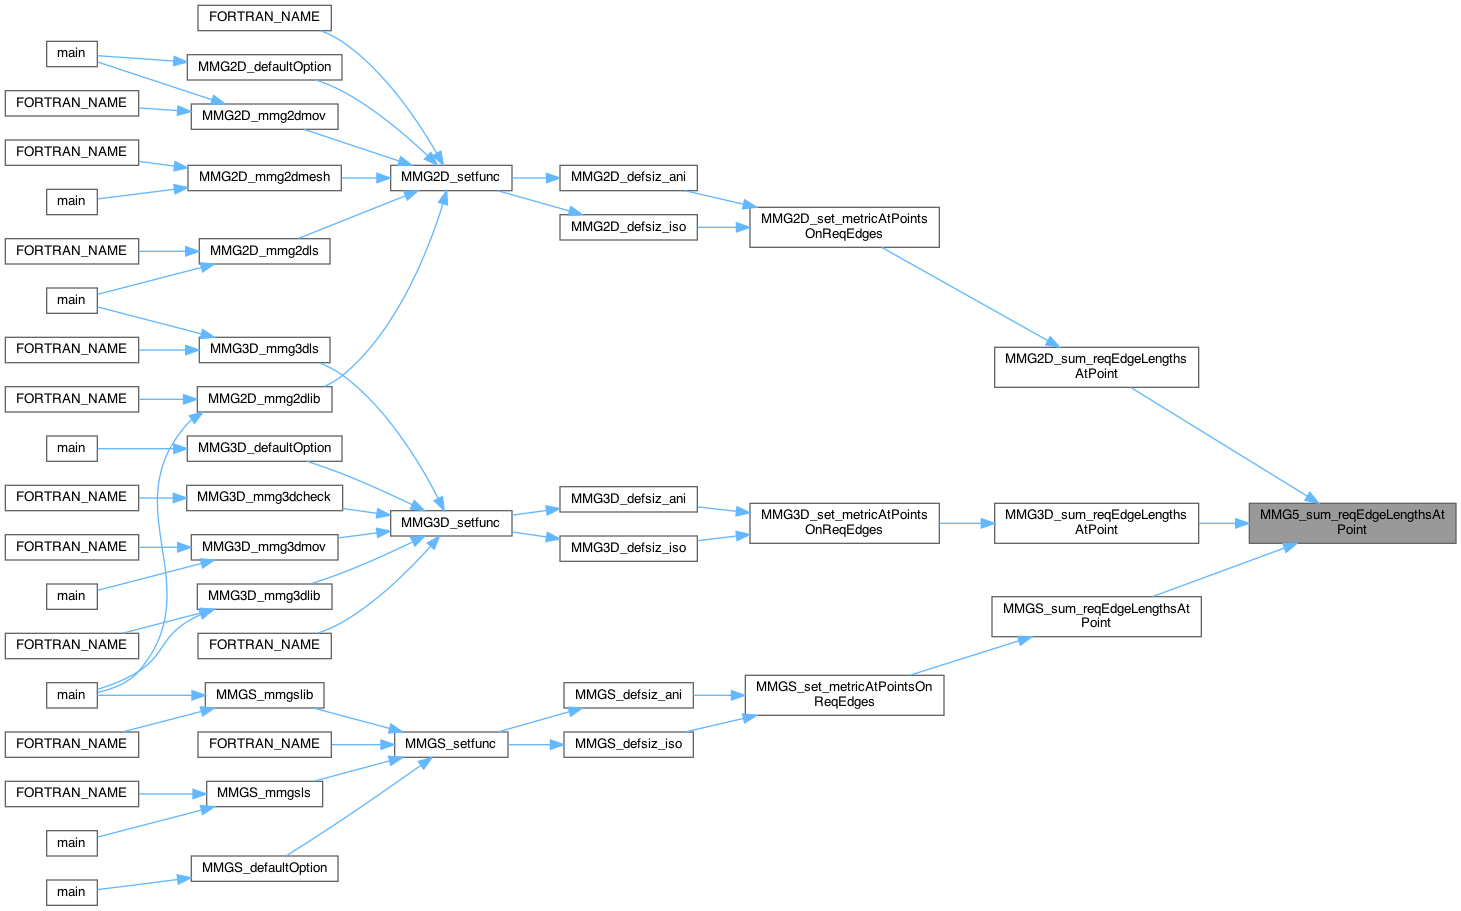 FORTRAN_NAME
main
MMG2D_defaultOption
FORTRAN_NAME
MMG2D_mmg2dmov
FORTRAN_NAME
MMG2D_mmg2dmesh
MMG2D_setfunc
MMG2D_defsiz_ani
main
MMG2D_set_metricAtPoints
OnReqEdges
MMG2D_defsiz_iso
FORTRAN_NAME
MMG2D_mmg2dls
main
FORTRAN_NAME
MMG3D_mmg3dls
MMG2D_sum_reqEdgeLengths
AtPoint
FORTRAN_NAME
MMG2D_mmg2dlib
main
MMG3D_defaultOption
FORTRAN_NAME
MMG3D_mmg3dcheck
MMG3D_setfunc
MMG3D_defsiz_ani
MMG3D_set_metricAtPoints
OnReqEdges
MMG3D_sum_reqEdgeLengths
AtPoint
MMG5_sum_reqEdgeLengthsAt
Point
FORTRAN_NAME
MMG3D_mmg3dmov
MMG3D_defsiz_iso
main
MMG3D_mmg3dlib
MMGS_sum_reqEdgeLengthsAt
Point
FORTRAN_NAME
FORTRAN_NAME
main
MMGS_mmgslib
MMGS_defsiz_ani
MMGS_set_metricAtPointsOn
ReqEdges
FORTRAN_NAME
FORTRAN_NAME
MMGS_setfunc
MMGS_defsiz_iso
FORTRAN_NAME
MMGS_mmgsls
main
MMGS_defaultOption
main